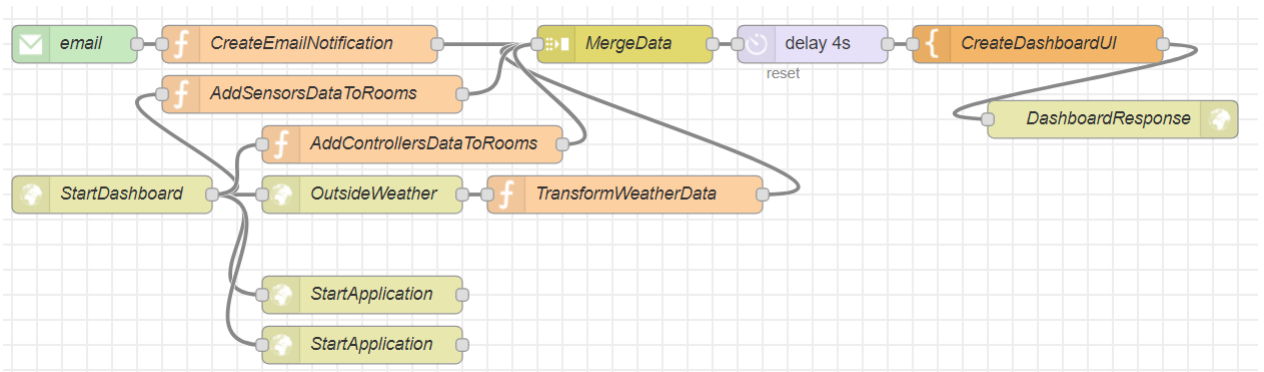 email
CreateEmailNotification
MergeData
delay 4s
CreateDashboardUI
reset
AddSensorsDataToRooms
DashboardResponse
AddControllersDataToRooms
StartDashboard
OutsideWeather
TransformWeatherData
StartApplication
StartApplication